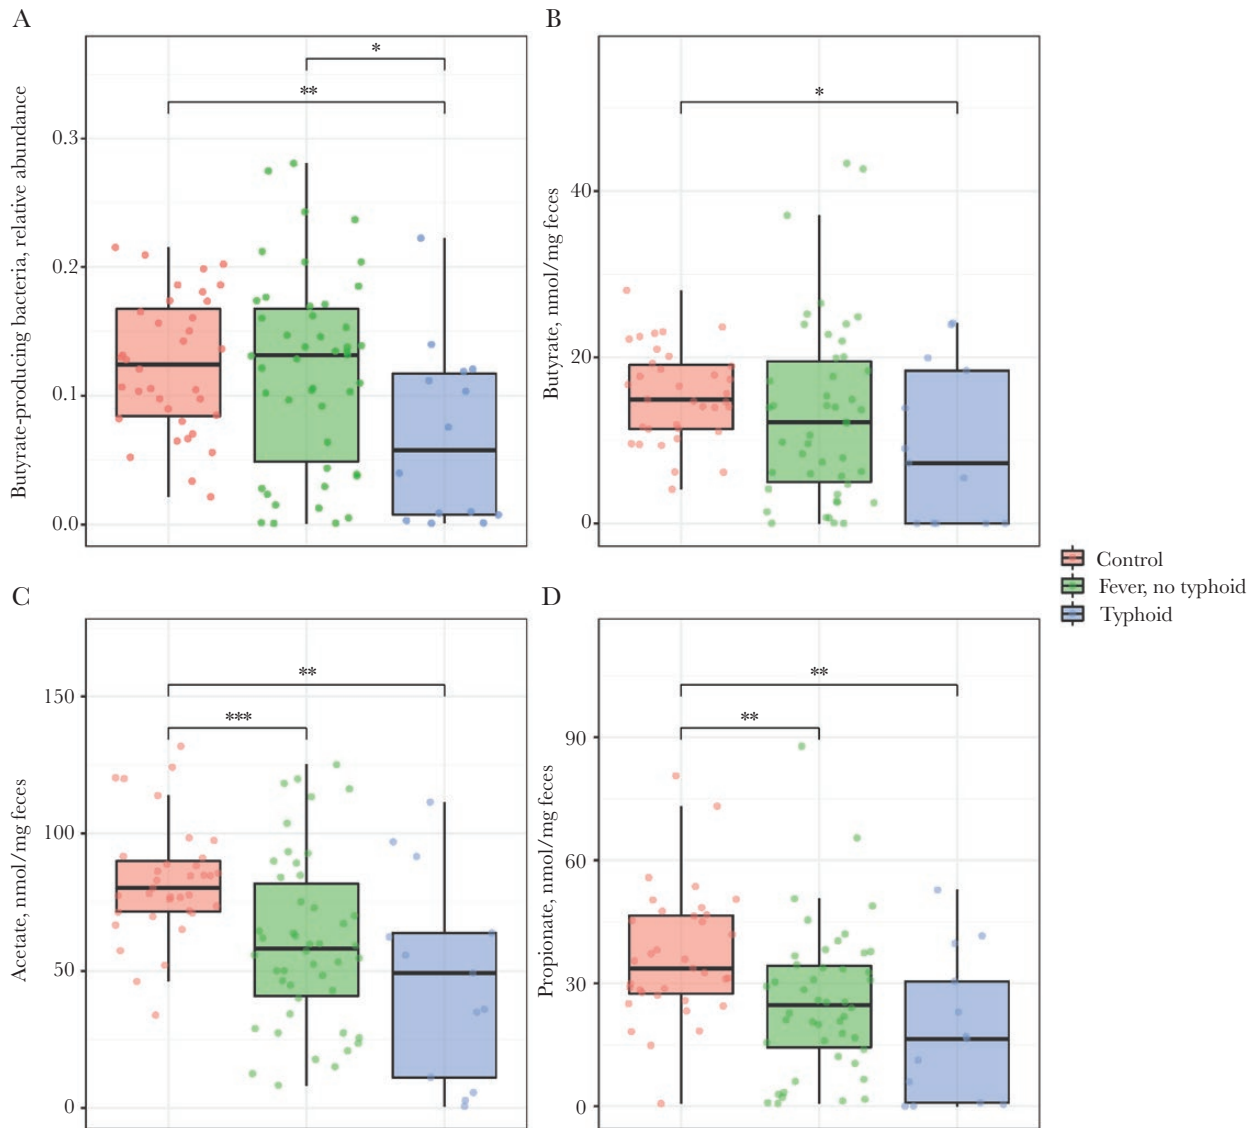 A
B
Butyrate-producing bacteria, relative abundance
0.3
0.2
0.1
0.0
*
**
Butyrate, nmol/mg feces
40
20
0
*
Control
Fever, no typhoid
Typhoid
C
D
Acetate, nmol/mg feces
150
100
50
0
**
***
Propionate, nmol/mg feces
90
60
30
0
**
**